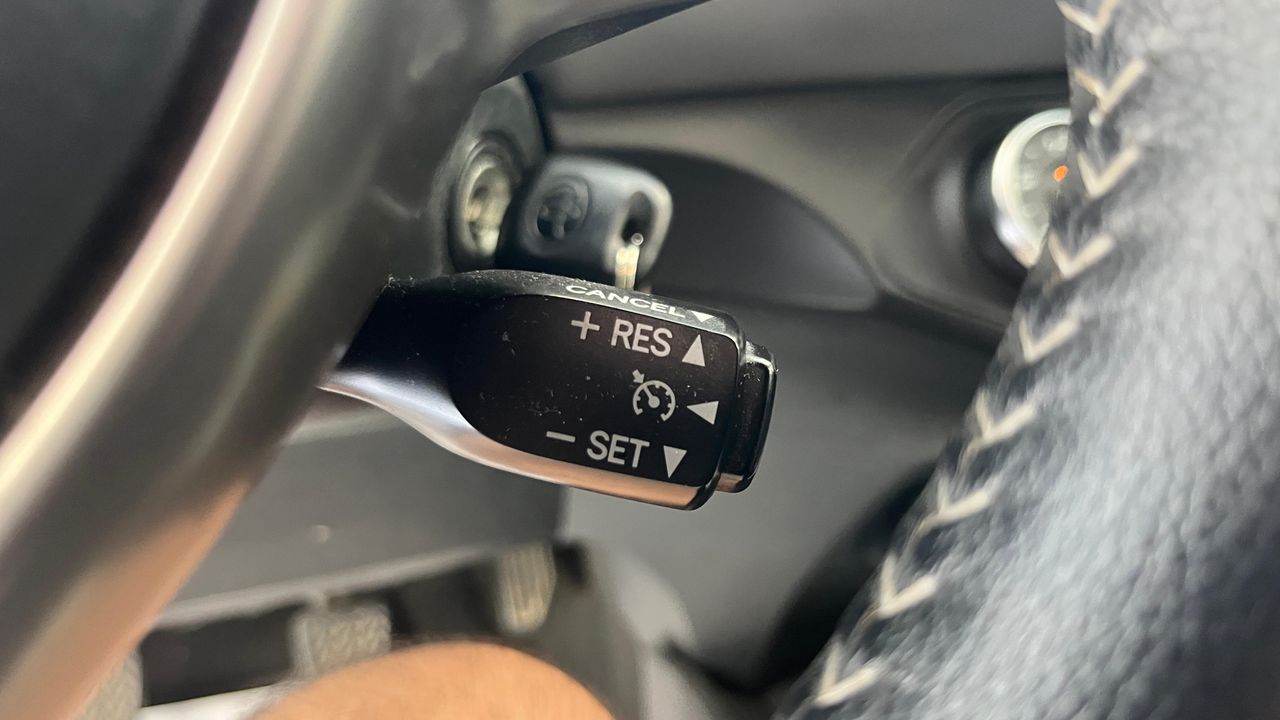 CANCEL ▼
+ RES ▲
◀
− SET ▼